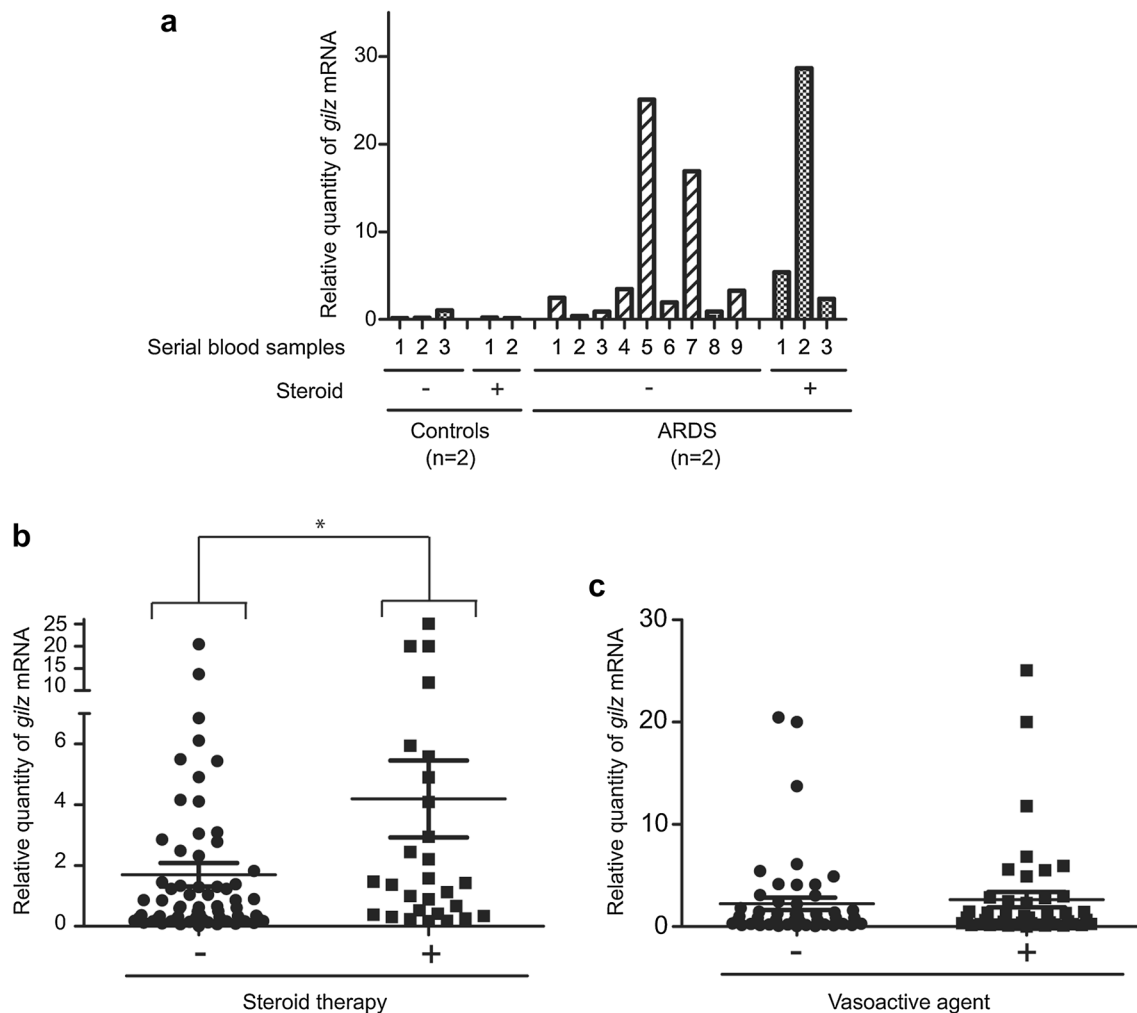 a
Relative quantity of gilz mRNA
30
20
10
0
Serial blood samples 1 2 3 1 2 1 2 3 4 5 6 7 8 9 1 2 3
Steroid - + - +
Controls ARDS
(n=2) (n=2)
b
*
Relative quantity of gilz mRNA
25
20
15
10
6
4
2
0
- +
Steroid therapy
c
Relative quantity of gilz mRNA
30
20
10
0
- +
Vasoactive agent